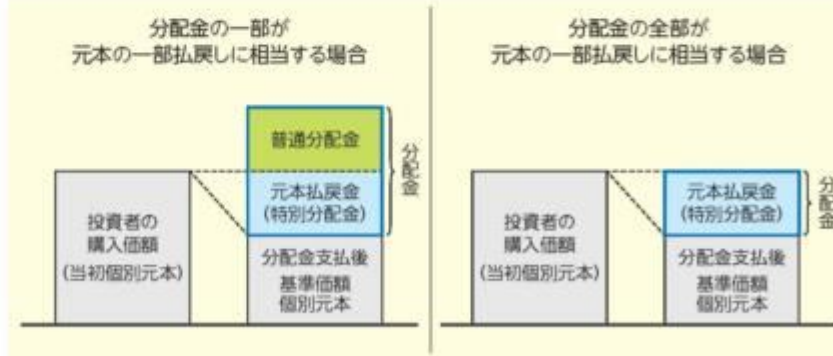 分配金の一部が
元本の一部払戻しに相当する場合
普通分配金
元本払戻金
(特別分配金)
分配金
投資者の
購入価額
(当初個別元本)
分配金支払後
基準価額
個別元本
分配金の全部が
元本の一部払戻しに相当する場合
元本払戻金
(特別分配金)
分配金
投資者の
購入価額
(当初個別元本)
分配金支払後
基準価額
個別元本